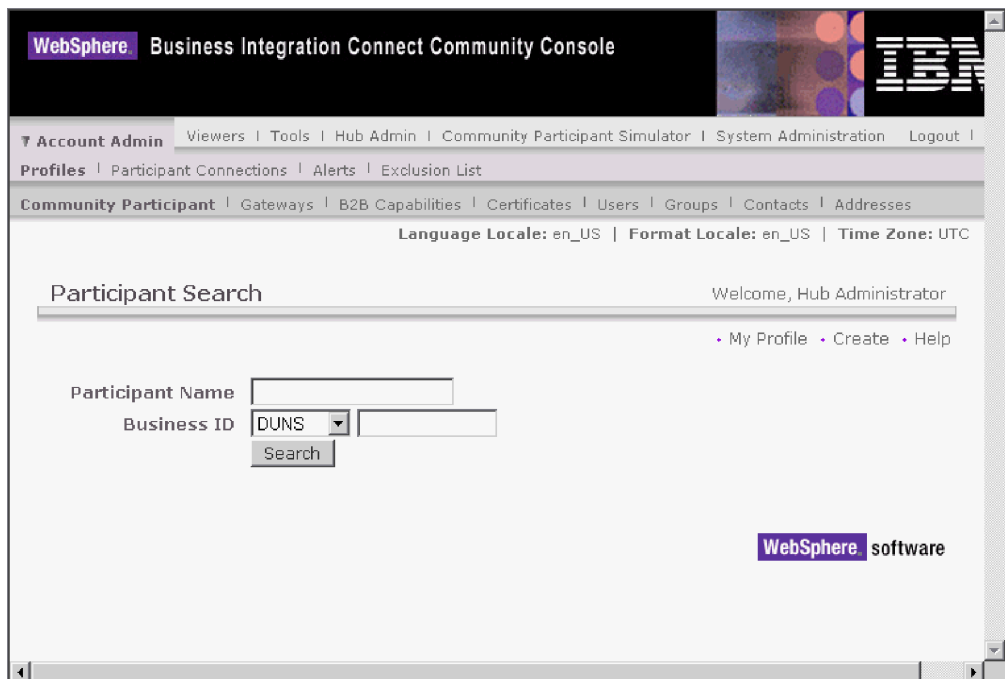 WebSphere. Business Integration Connect Community Console
IBM
Account Admin Viewers | Tools | Hub Admin | Community Participant Simulator | System Administration Logout |
Profiles | Participant Connections | Alerts | Exclusion List
Community Participant | Gateways | B2B Capabilities | Certificates | Users | Groups | Contacts | Addresses
Language Locale: en_US | Format Locale: en_US | Time Zone: UTC
Participant Search Welcome, Hub Administrator
• My Profile • Create • Help
Participant Name
Business ID DUNS
Search
WebSphere. software